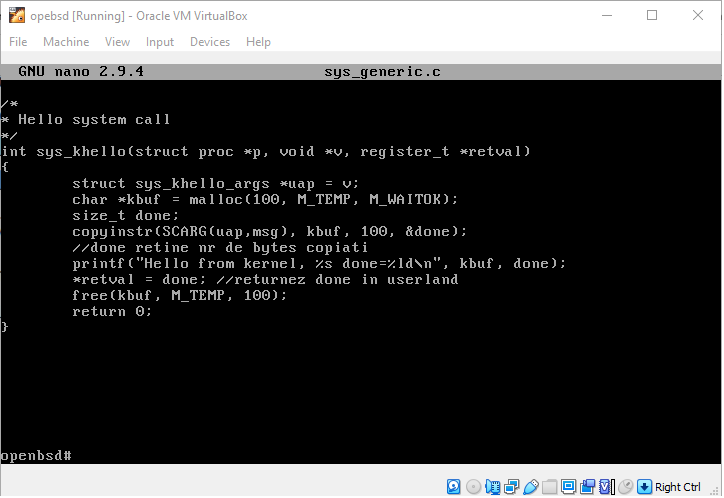 opebsd [Running] - Oracle VM VirtualBox
File Machine View Input Devices Help
GNU nano 2.9.4 sys_generic.c
/*
* Hello system call
*/
int sys_khello(struct proc *p, void *v, register_t *retval)
{
struct sys_khello_args *uap = v;
char *kbuf = malloc(100, M_TEMP, M_WAITOK);
size_t done;
copyinstr(SCARG(uap,msg), kbuf, 100, &done);
//done retine nr de bytes copiati
printf("Hello from kernel, %s done=%ld\n", kbuf, done);
*retval = done; //returnez done in userland
free(kbuf, M_TEMP, 100);
return 0;
}
openbsd#
Right Ctrl